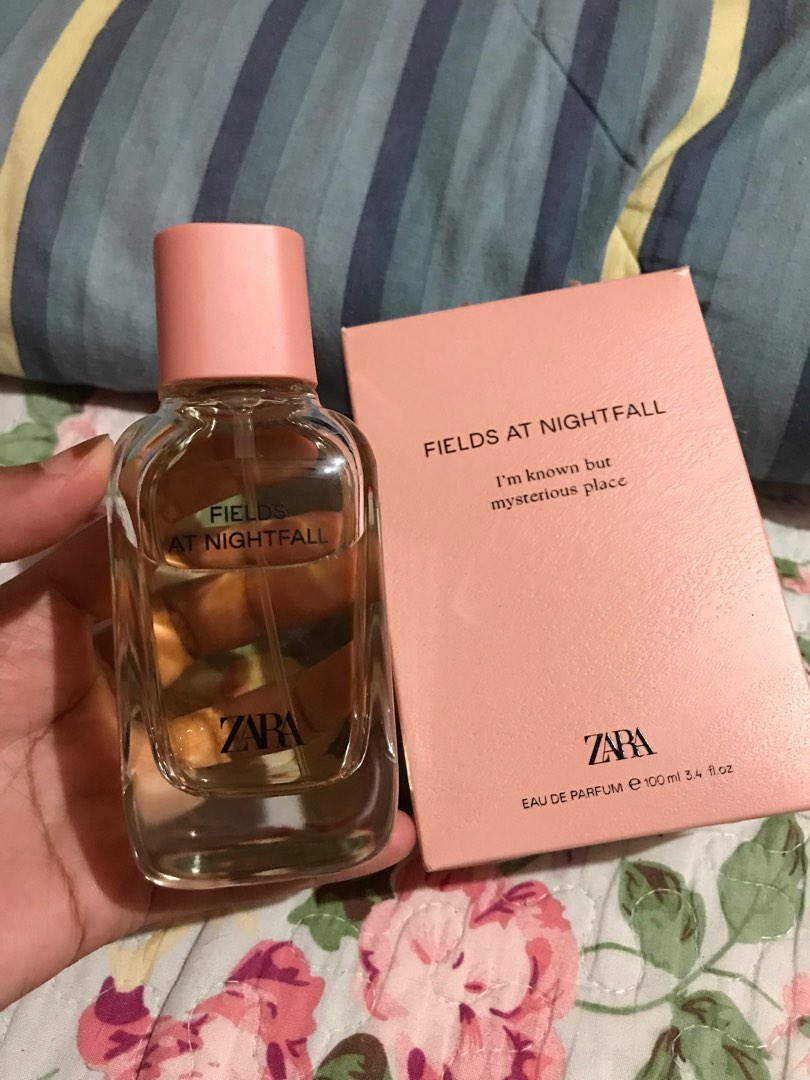 FIELDS
AT NIGHTFALL
ZARA
FIELDS AT NIGHTFALL
I'm known but
mysterious place
ZARA
EAU DE PARFUM e 100 ml 3.4 fl.oz